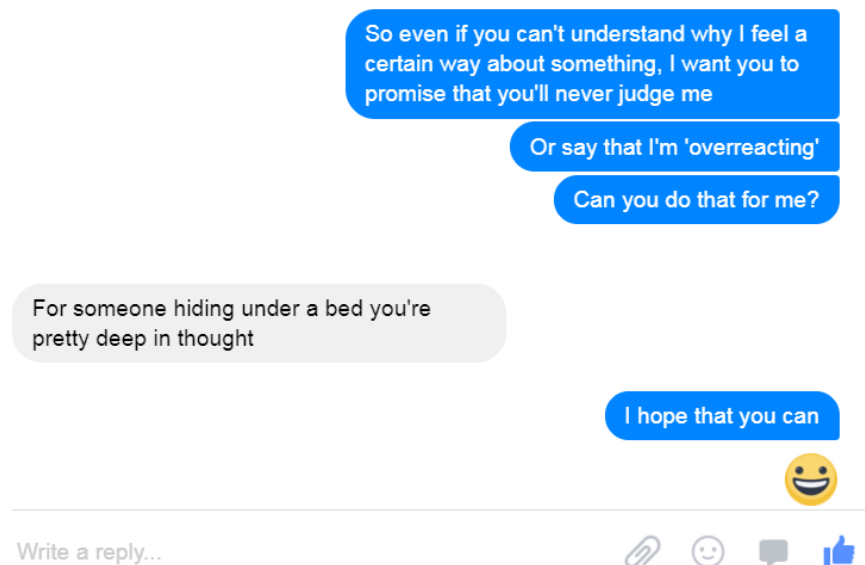 So even if you can't understand why I feel a
certain way about something, I want you to
promise that you'll never judge me
Or say that I'm 'overreacting'
Can you do that for me?
For someone hiding under a bed you're
pretty deep in thought
I hope that you can
Write a reply...